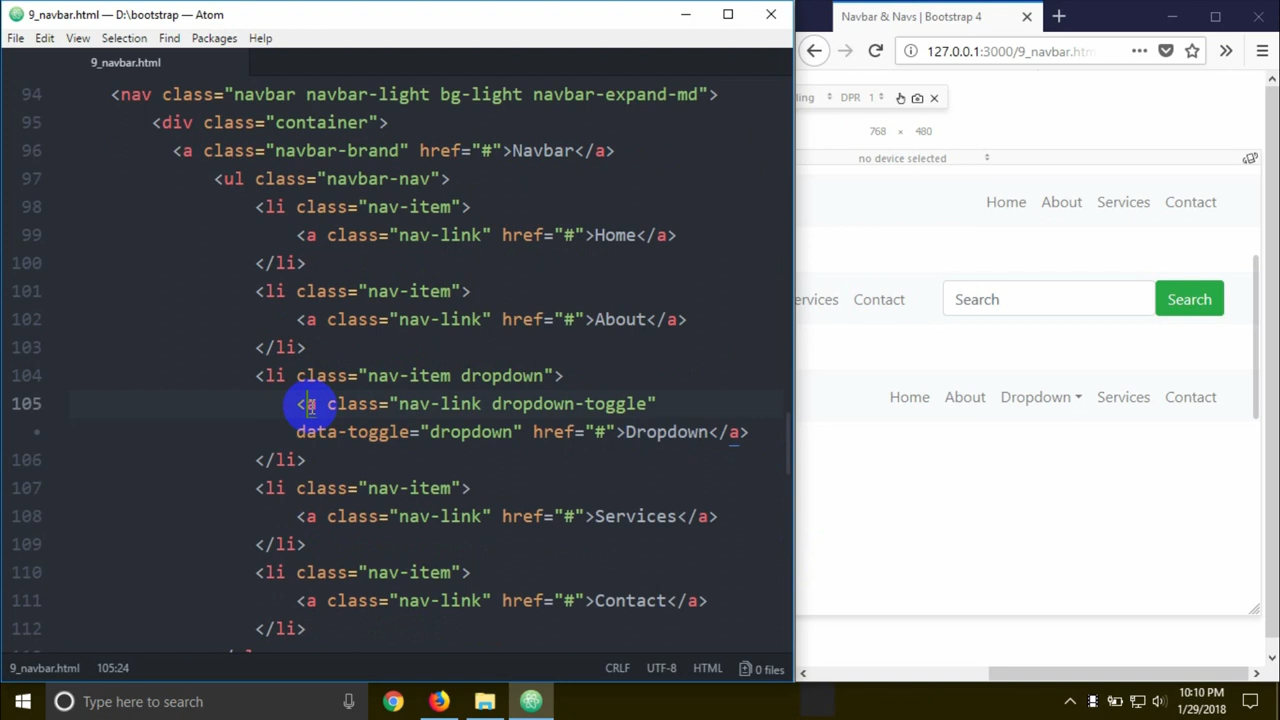 9_navbar.html — D:\bootstrap — Atom
File Edit View Selection Find Packages Help
9_navbar.html
94 <nav class="navbar navbar-light bg-light navbar-expand-md">
95 <div class="container">
96 <a class="navbar-brand" href="#">Navbar</a>
97 <ul class="navbar-nav">
98 <li class="nav-item">
99 <a class="nav-link" href="#">Home</a>
100 </li>
101 <li class="nav-item">
102 <a class="nav-link" href="#">About</a>
103 </li>
104 <li class="nav-item dropdown">
105 <a class="nav-link dropdown-toggle"
• data-toggle="dropdown" href="#">Dropdown</a>
106 </li>
107 <li class="nav-item">
108 <a class="nav-link" href="#">Services</a>
109 </li>
110 <li class="nav-item">
111 <a class="nav-link" href="#">Contact</a>
112 </li>
9_navbar.html 105:24 CRLF UTF-8 HTML 0 files
Navbar & Navs | Bootstrap 4
127.0.0.1:3000/9_navbar.htm
ling DPR 1
768 × 480
no device selected
Home About Services Contact
ervices Contact Search Search
Home About Dropdown Services Contact
Type here to search
10:10 PM
1/29/2018